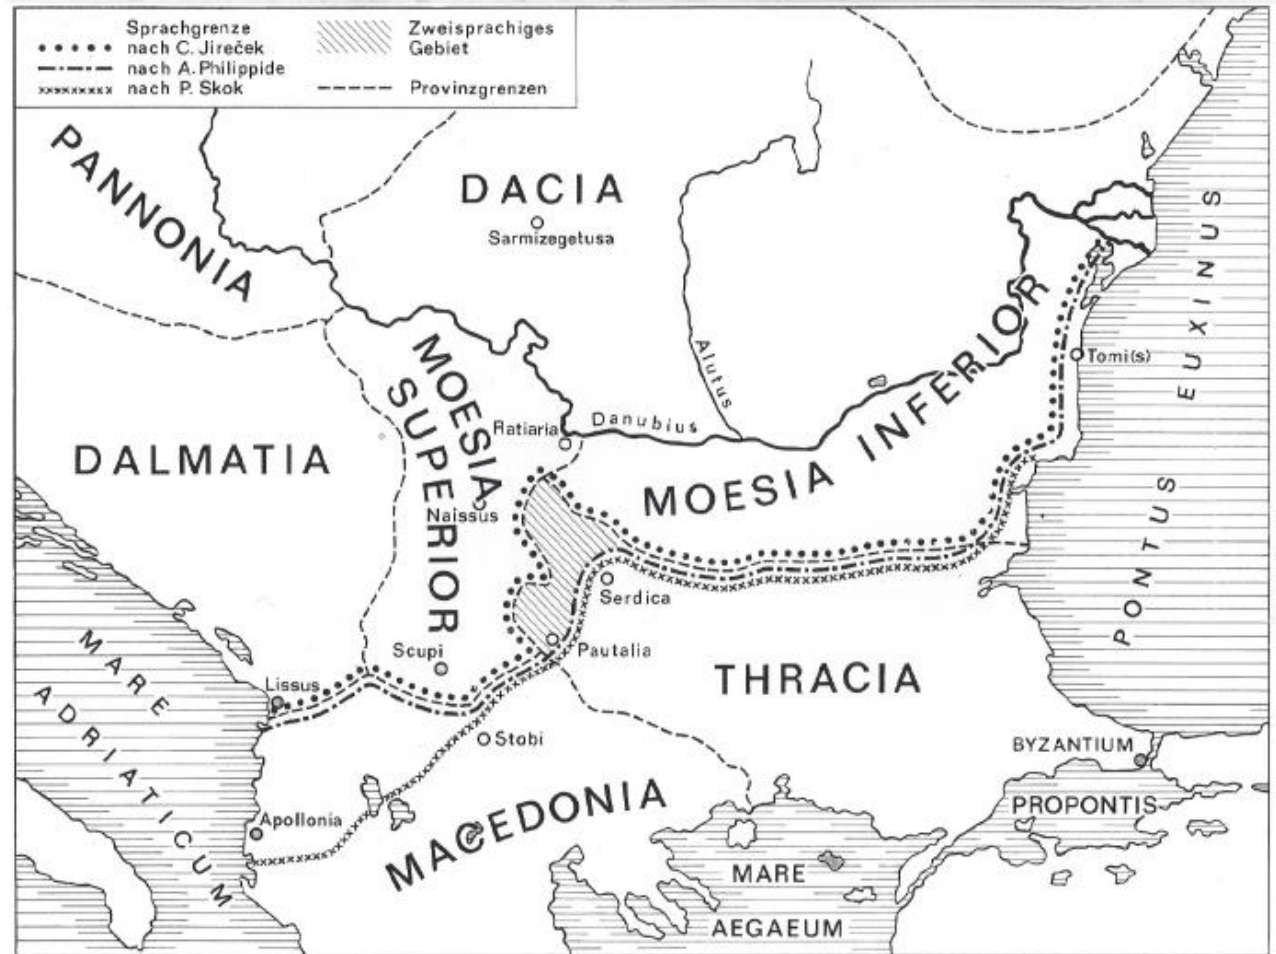 Sprachgrenze
nach C. Jireček
nach A. Philippide
nach P. Skok
Zweisprachiges
Gebiet
Provinzgrenzen
PANNONIA
DACIA
Sarmizegetusa
Alutus
MOESIA
SUPERIOR
Ratiaria
Danubius
MOESIA INFERIOR
Tomi(s)
PONTUS EUXINUS
DALMATIA
Naissus
Serdica
Scupi
Pautalia
THRACIA
Lissus
MARE
ADRIATICUM
Stobi
BYZANTIUM
PROPONTIS
Apollonia
MACEDONIA
MARE
AEGAEUM